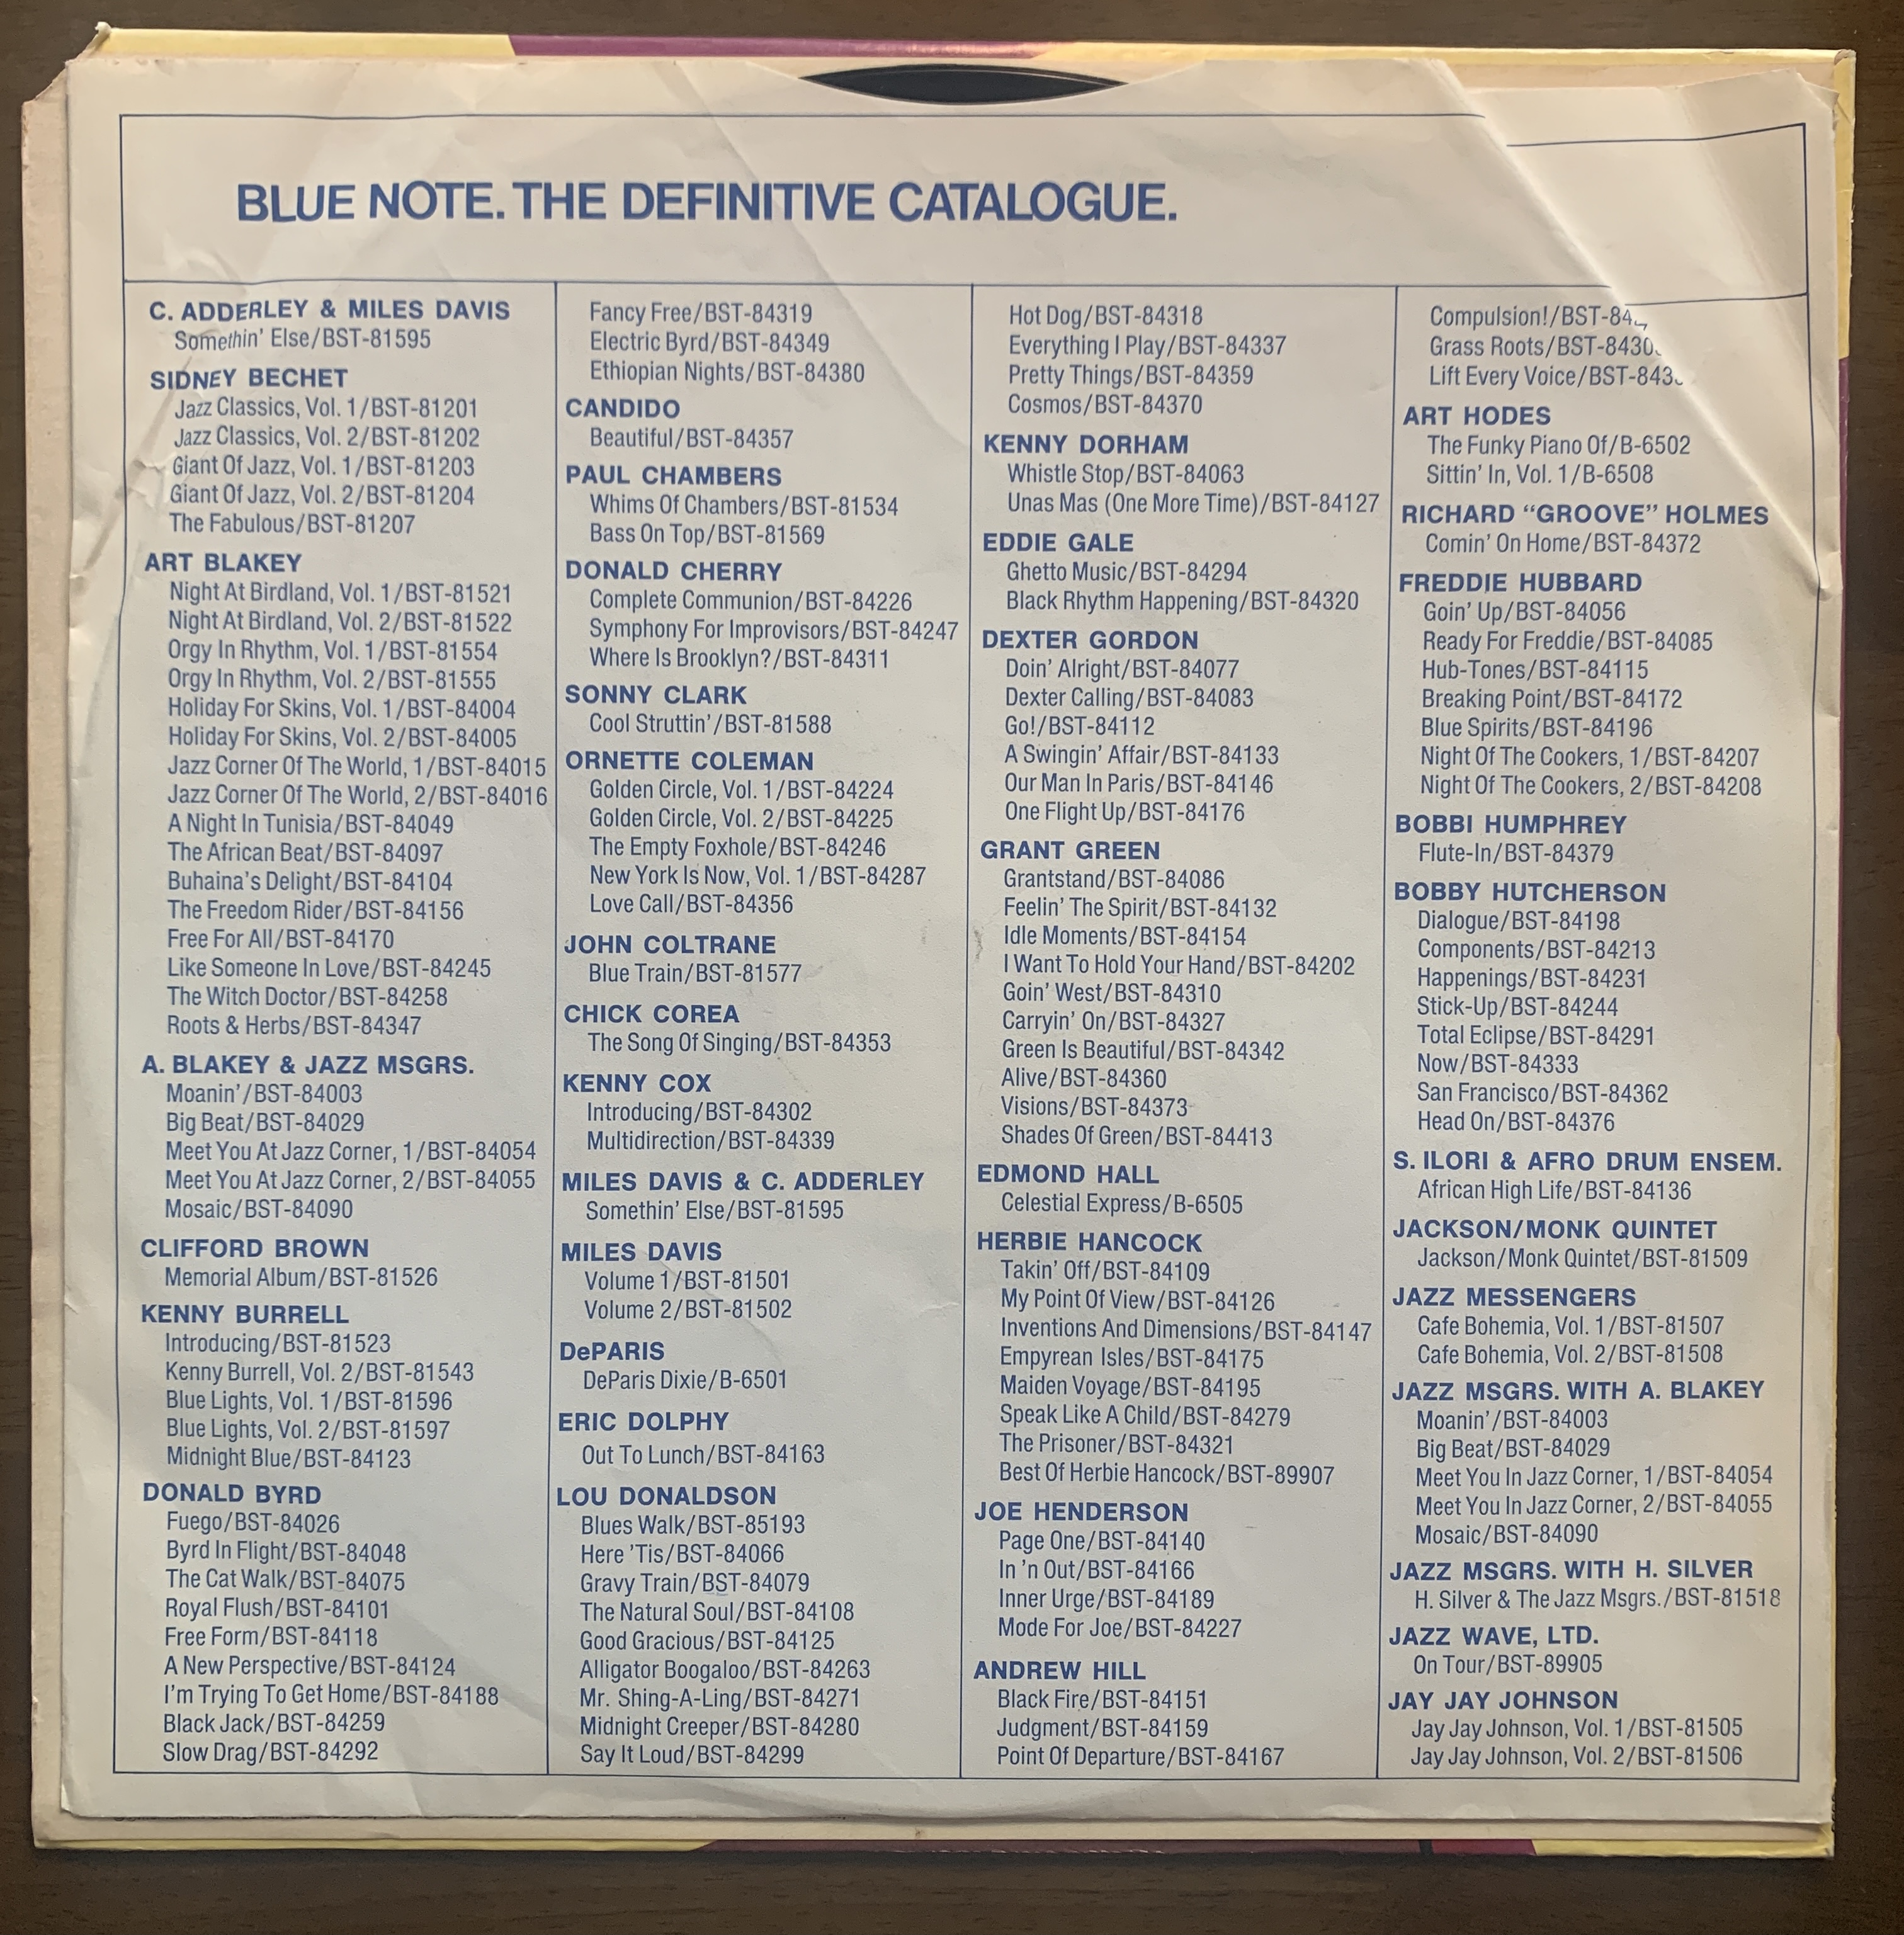 BLUE NOTE. THE DEFINITIVE CATALOGUE.
C. ADDERLEY & MILES DAVIS
Somethin' Else/BST-81595
SIDNEY BECHET
Jazz Classics, Vol. 1/BST-81201
Jazz Classics, Vol. 2/BST-81202
Giant Of Jazz, Vol. 1/BST-81203
Giant Of Jazz, Vol. 2/BST-81204
The Fabulous/BST-81207
ART BLAKEY
Night At Birdland, Vol. 1/BST-81521
Night At Birdland, Vol. 2/BST-81522
Orgy In Rhythm, Vol. 1/BST-81554
Orgy In Rhythm, Vol. 2/BST-81555
Holiday For Skins, Vol. 1/BST-84004
Holiday For Skins, Vol. 2/BST-84005
Jazz Corner Of The World, 1/BST-84015
Jazz Corner Of The World, 2/BST-84016
A Night In Tunisia/BST-84049
The African Beat/BST-84097
Buhaina's Delight/BST-84104
The Freedom Rider/BST-84156
Free For All/BST-84170
Like Someone In Love/BST-84245
The Witch Doctor/BST-84258
Roots & Herbs/BST-84347
A. BLAKEY & JAZZ MSGRS.
Moanin'/BST-84003
Big Beat/BST-84029
Meet You At Jazz Corner, 1/BST-84054
Meet You At Jazz Corner, 2/BST-84055
Mosaic/BST-84090
CLIFFORD BROWN
Memorial Album/BST-81526
KENNY BURRELL
Introducing/BST-81523
Kenny Burrell, Vol. 2/BST-81543
Blue Lights, Vol. 1/BST-81596
Blue Lights, Vol. 2/BST-81597
Midnight Blue/BST-84123
DONALD BYRD
Fuego/BST-84026
Byrd In Flight/BST-84048
The Cat Walk/BST-84075
Royal Flush/BST-84101
Free Form/BST-84118
A New Perspective/BST-84124
I'm Trying To Get Home/BST-84188
Black Jack/BST-84259
Slow Drag/BST-84292
Fancy Free/BST-84319
Electric Byrd/BST-84349
Ethiopian Nights/BST-84380
CANDIDO
Beautiful/BST-84357
PAUL CHAMBERS
Whims Of Chambers/BST-81534
Bass On Top/BST-81569
DONALD CHERRY
Complete Communion/BST-84226
Symphony For Improvisors/BST-84247
Where Is Brooklyn?/BST-84311
SONNY CLARK
Cool Struttin'/BST-81588
ORNETTE COLEMAN
Golden Circle, Vol. 1/BST-84224
Golden Circle, Vol. 2/BST-84225
The Empty Foxhole/BST-84246
New York Is Now, Vol. 1/BST-84287
Love Call/BST-84356
JOHN COLTRANE
Blue Train/BST-81577
CHICK COREA
The Song Of Singing/BST-84353
KENNY COX
Introducing/BST-84302
Multidirection/BST-84339
MILES DAVIS & C. ADDERLEY
Somethin' Else/BST-81595
MILES DAVIS
Volume 1/BST-81501
Volume 2/BST-81502
DePARIS
DeParis Dixie/B-6501
ERIC DOLPHY
Out To Lunch/BST-84163
LOU DONALDSON
Blues Walk/BST-85193
Here 'Tis/BST-84066
Gravy Train/BST-84079
The Natural Soul/BST-84108
Good Gracious/BST-84125
Alligator Boogaloo/BST-84263
Mr. Shing-A-Ling/BST-84271
Midnight Creeper/BST-84280
Say It Loud/BST-84299
Hot Dog/BST-84318
Everything I Play/BST-84337
Pretty Things/BST-84359
Cosmos/BST-84370
KENNY DORHAM
Whistle Stop/BST-84063
Unas Mas (One More Time)/BST-84127
EDDIE GALE
Ghetto Music/BST-84294
Black Rhythm Happening/BST-84320
DEXTER GORDON
Doin' Alright/BST-84077
Dexter Calling/BST-84083
Go!/BST-84112
A Swingin' Affair/BST-84133
Our Man In Paris/BST-84146
One Flight Up/BST-84176
GRANT GREEN
Grantstand/BST-84086
Feelin' The Spirit/BST-84132
Idle Moments/BST-84154
I Want To Hold Your Hand/BST-84202
Goin' West/BST-84310
Carryin' On/BST-84327
Green Is Beautiful/BST-84342
Alive/BST-84360
Visions/BST-84373
Shades Of Green/BST-84413
EDMOND HALL
Celestial Express/B-6505
HERBIE HANCOCK
Takin' Off/BST-84109
My Point Of View/BST-84126
Inventions And Dimensions/BST-84147
Empyrean Isles/BST-84175
Maiden Voyage/BST-84195
Speak Like A Child/BST-84279
The Prisoner/BST-84321
Best Of Herbie Hancock/BST-89907
JOE HENDERSON
Page One/BST-84140
In 'n Out/BST-84166
Inner Urge/BST-84189
Mode For Joe/BST-84227
ANDREW HILL
Black Fire/BST-84151
Judgment/BST-84159
Point Of Departure/BST-84167
Compulsion!/BST-84
Grass Roots/BST-8430
Lift Every Voice/BST-843
ART HODES
The Funky Piano Of/B-6502
Sittin' In, Vol. 1/B-6508
RICHARD "GROOVE" HOLMES
Comin' On Home/BST-84372
FREDDIE HUBBARD
Goin' Up/BST-84056
Ready For Freddie/BST-84085
Hub-Tones/BST-84115
Breaking Point/BST-84172
Blue Spirits/BST-84196
Night Of The Cookers, 1/BST-84207
Night Of The Cookers, 2/BST-84208
BOBBI HUMPHREY
Flute-In/BST-84379
BOBBY HUTCHERSON
Dialogue/BST-84198
Components/BST-84213
Happenings/BST-84231
Stick-Up/BST-84244
Total Eclipse/BST-84291
Now/BST-84333
San Francisco/BST-84362
Head On/BST-84376
S. ILORI & AFRO DRUM ENSEM.
African High Life/BST-84136
JACKSON/MONK QUINTET
Jackson/Monk Quintet/BST-81509
JAZZ MESSENGERS
Cafe Bohemia, Vol. 1/BST-81507
Cafe Bohemia, Vol. 2/BST-81508
JAZZ MSGRS. WITH A. BLAKEY
Moanin'/BST-84003
Big Beat/BST-84029
Meet You In Jazz Corner, 1/BST-84054
Meet You In Jazz Corner, 2/BST-84055
Mosaic/BST-84090
JAZZ MSGRS. WITH H. SILVER
H. Silver & The Jazz Msgrs./BST-81518
JAZZ WAVE, LTD.
On Tour/BST-89905
JAY JAY JOHNSON
Jay Jay Johnson, Vol. 1/BST-81505
Jay Jay Johnson, Vol. 2/BST-81506